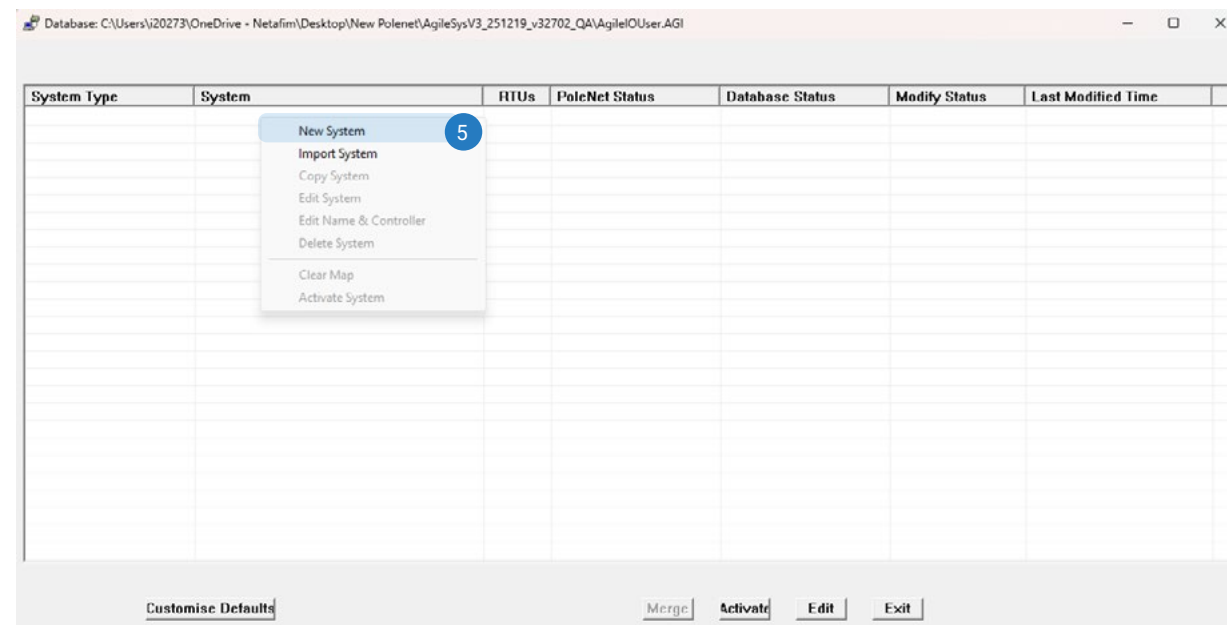 Database: C:\Users\i20273\OneDrive - Netafim\Desktop\New Polenet\AgileSysV3_251219_v32702_QA\AgileIOUser.AGI
System Type System RTUs PoleNet Status Database Status Modify Status Last Modified Time
New System 5
Import System
Copy System
Edit System
Edit Name & Controller
Delete System
Clear Map
Activate System
Customise Defaults Merge Activate Edit Exit